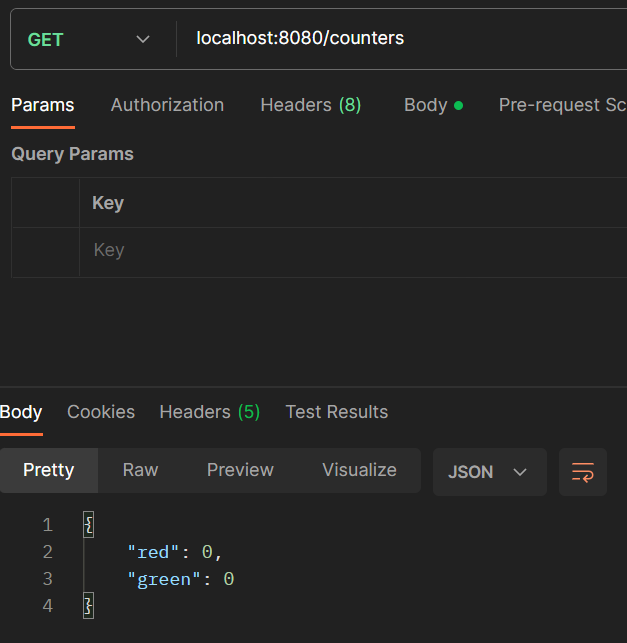 GET localhost:8080/counters
Params Authorization Headers (8) Body Pre-request Sc
Query Params
Key
Key
Body Cookies Headers (5) Test Results
Pretty Raw Preview Visualize JSON
1 {
2 "red": 0,
3 "green": 0
4 }